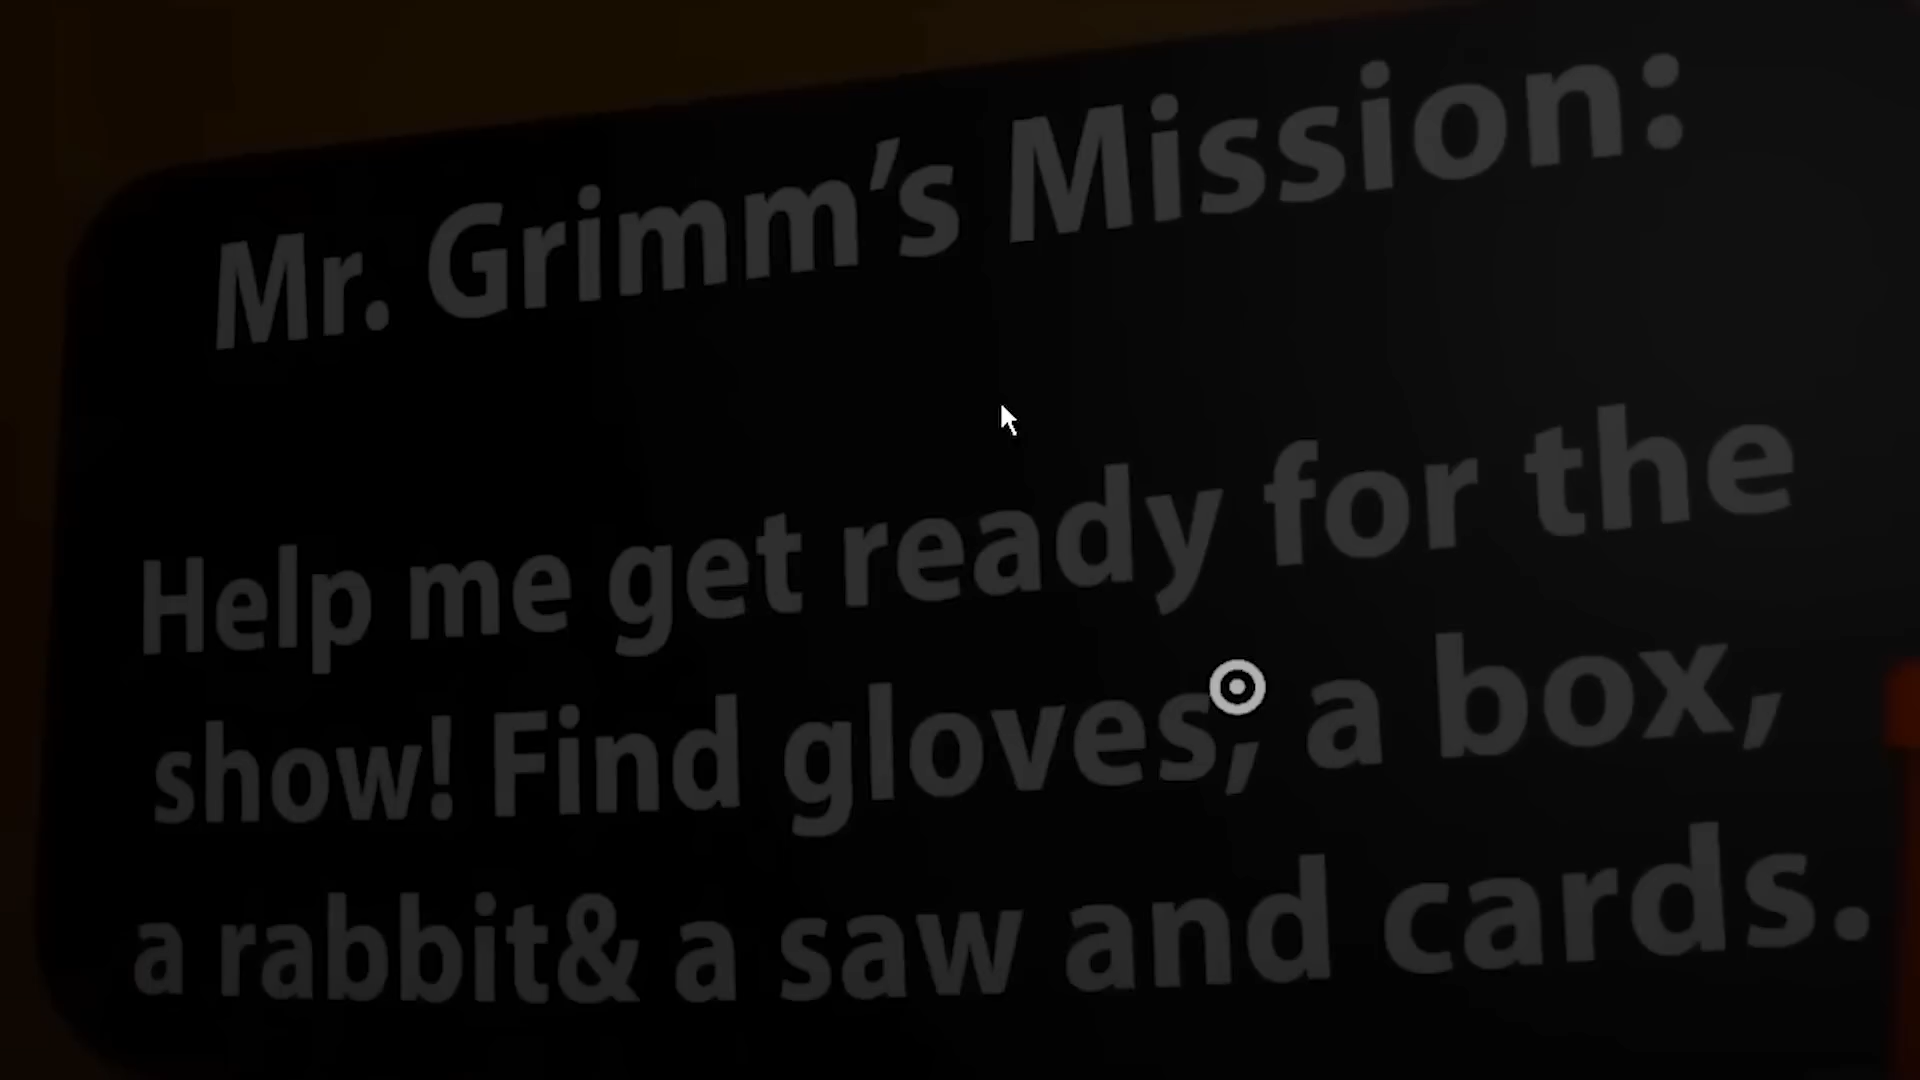 Mr. Grimm’s Mission:
Help me get ready for the
show! Find gloves, a box,
a rabbit& a saw and cards.